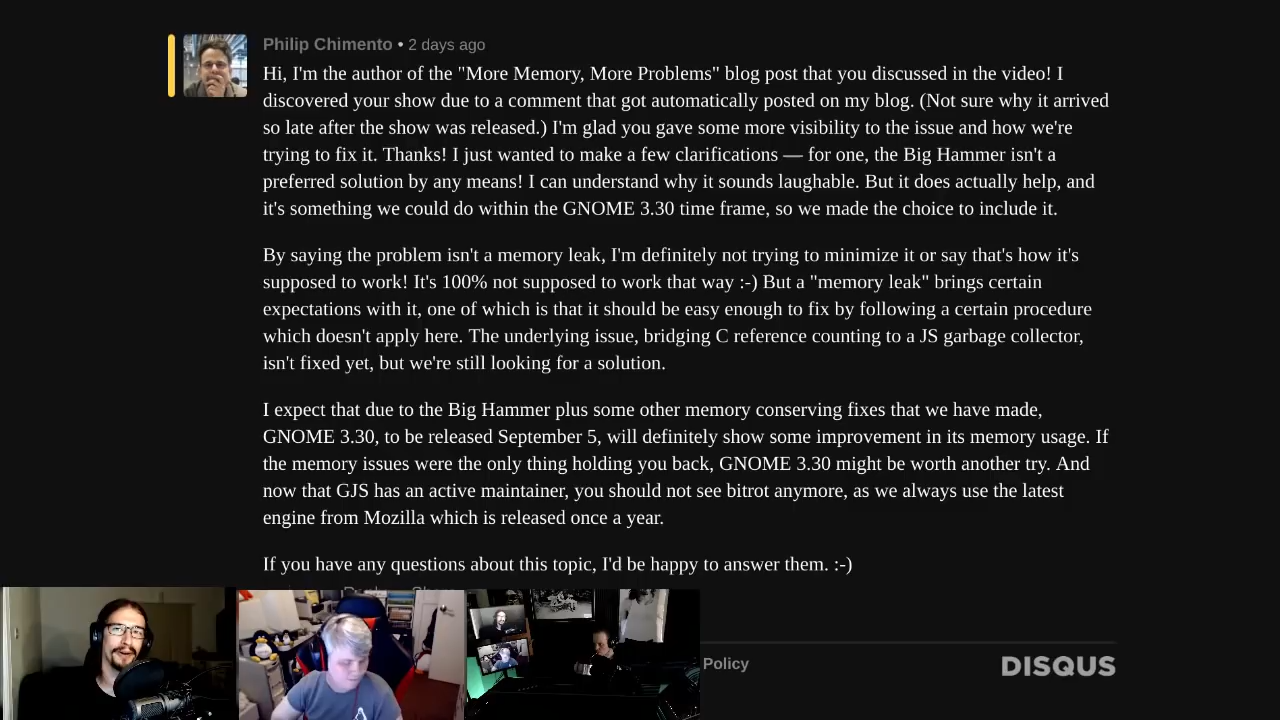 Philip Chimento • 2 days ago
Hi, I'm the author of the "More Memory, More Problems" blog post that you discussed in the video! I
discovered your show due to a comment that got automatically posted on my blog. (Not sure why it arrived
so late after the show was released.) I'm glad you gave some more visibility to the issue and how we're
trying to fix it. Thanks! I just wanted to make a few clarifications — for one, the Big Hammer isn't a
preferred solution by any means! I can understand why it sounds laughable. But it does actually help, and
it's something we could do within the GNOME 3.30 time frame, so we made the choice to include it.
By saying the problem isn't a memory leak, I'm definitely not trying to minimize it or say that's how it's
supposed to work! It's 100% not supposed to work that way :-) But a "memory leak" brings certain
expectations with it, one of which is that it should be easy enough to fix by following a certain procedure
which doesn't apply here. The underlying issue, bridging C reference counting to a JS garbage collector,
isn't fixed yet, but we're still looking for a solution.
I expect that due to the Big Hammer plus some other memory conserving fixes that we have made,
GNOME 3.30, to be released September 5, will definitely show some improvement in its memory usage. If
the memory issues were the only thing holding you back, GNOME 3.30 might be worth another try. And
now that GJS has an active maintainer, you should not see bitrot anymore, as we always use the latest
engine from Mozilla which is released once a year.
If you have any questions about this topic, I'd be happy to answer them. :-)
Policy
DISQUS